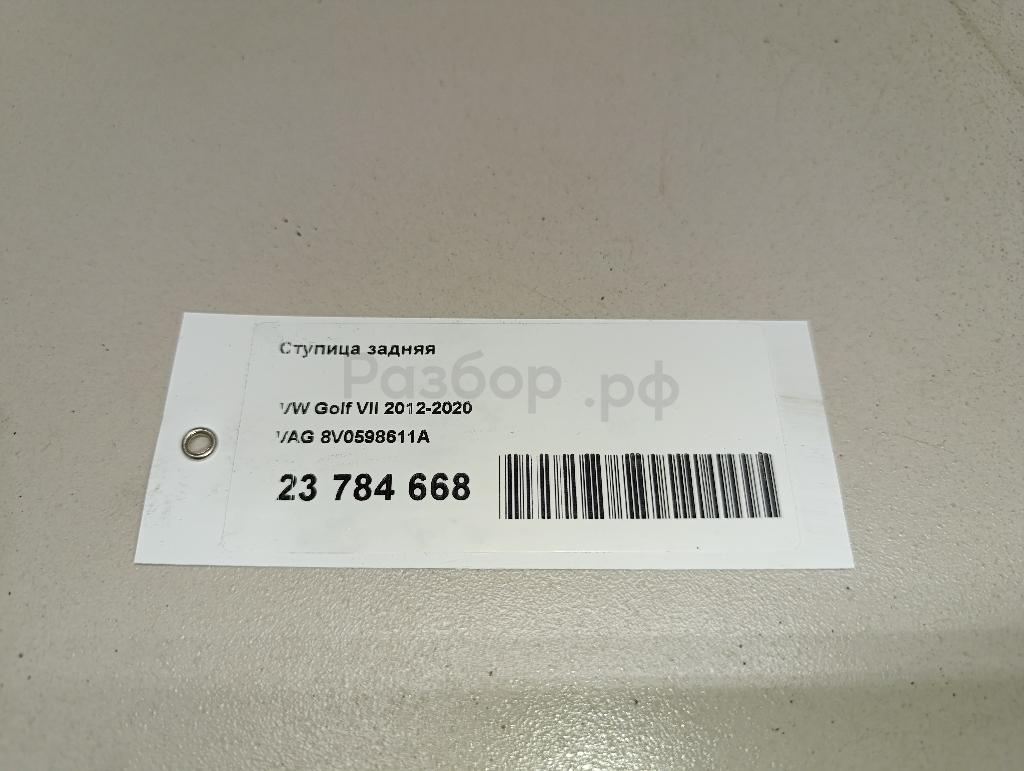 Ступица задняя
Разбор.рф
VW Golf VII 2012-2020
VAG 8V0598611A
23 784 668